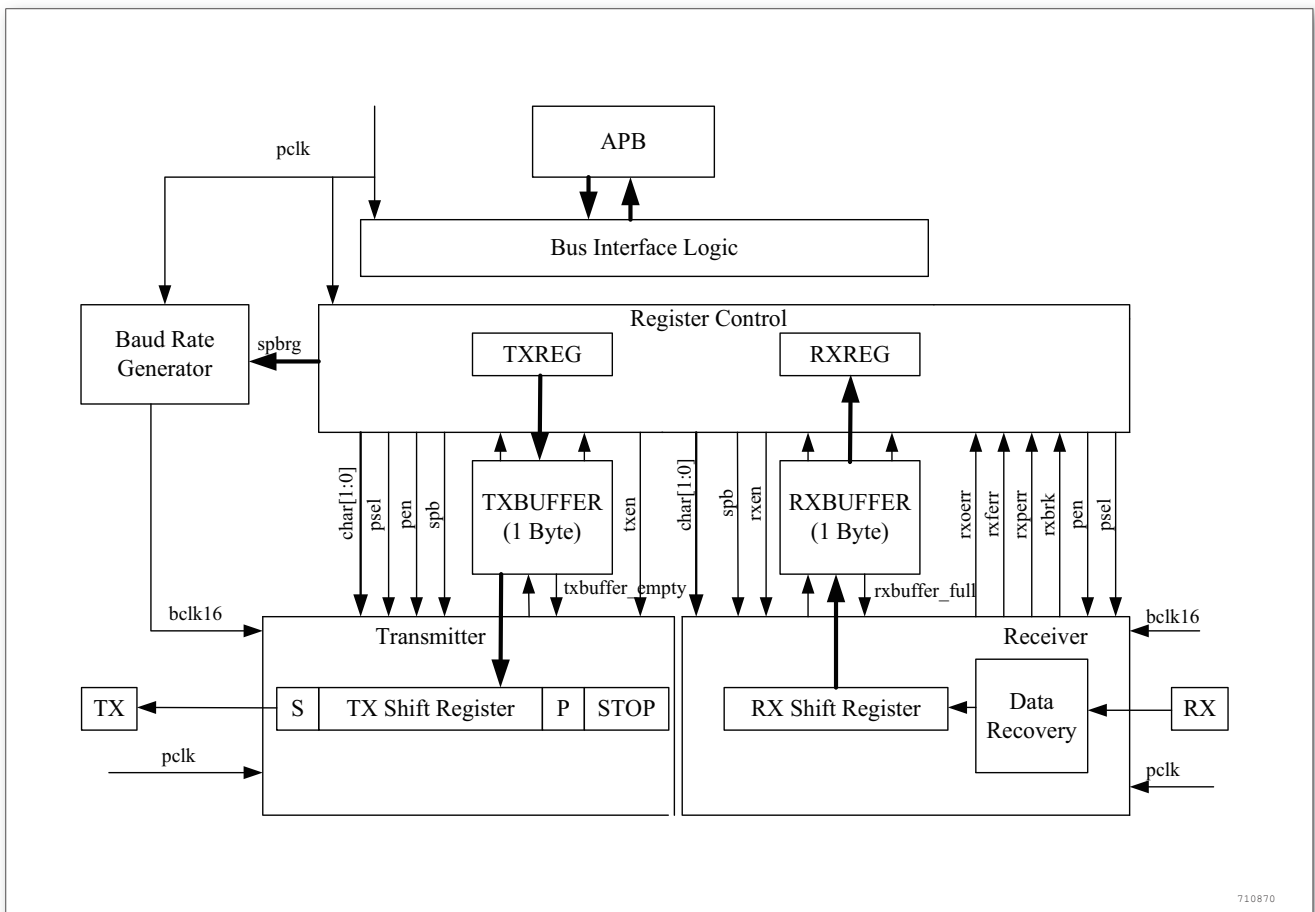 APB
pclk
Bus Interface Logic
Register Control
Baud Rate
Generator
spbrg
TXREG
RXREG
char[1:0]
psel
pen
spb
TXBUFFER
(1 Byte)
txen
char[1:0]
spb
rxen
RXBUFFER
(1 Byte)
rxoerr
rxferr
rxperr
rxbrk
pen
psel
txbuffer_empty
rxbuffer_full
bclk16
Transmitter
Receiver
bclk16
TX
S
TX Shift Register
P
STOP
RX Shift Register
Data
Recovery
RX
pclk
pclk
710870